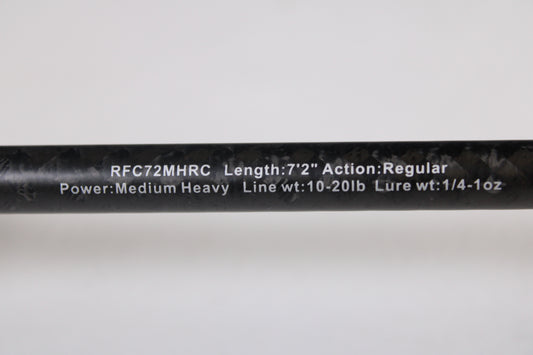 RFC72MHRC Length:7'2" Action:Regular
Power:Medium Heavy Line wt:10-20lb Lure wt:1/4-1oz